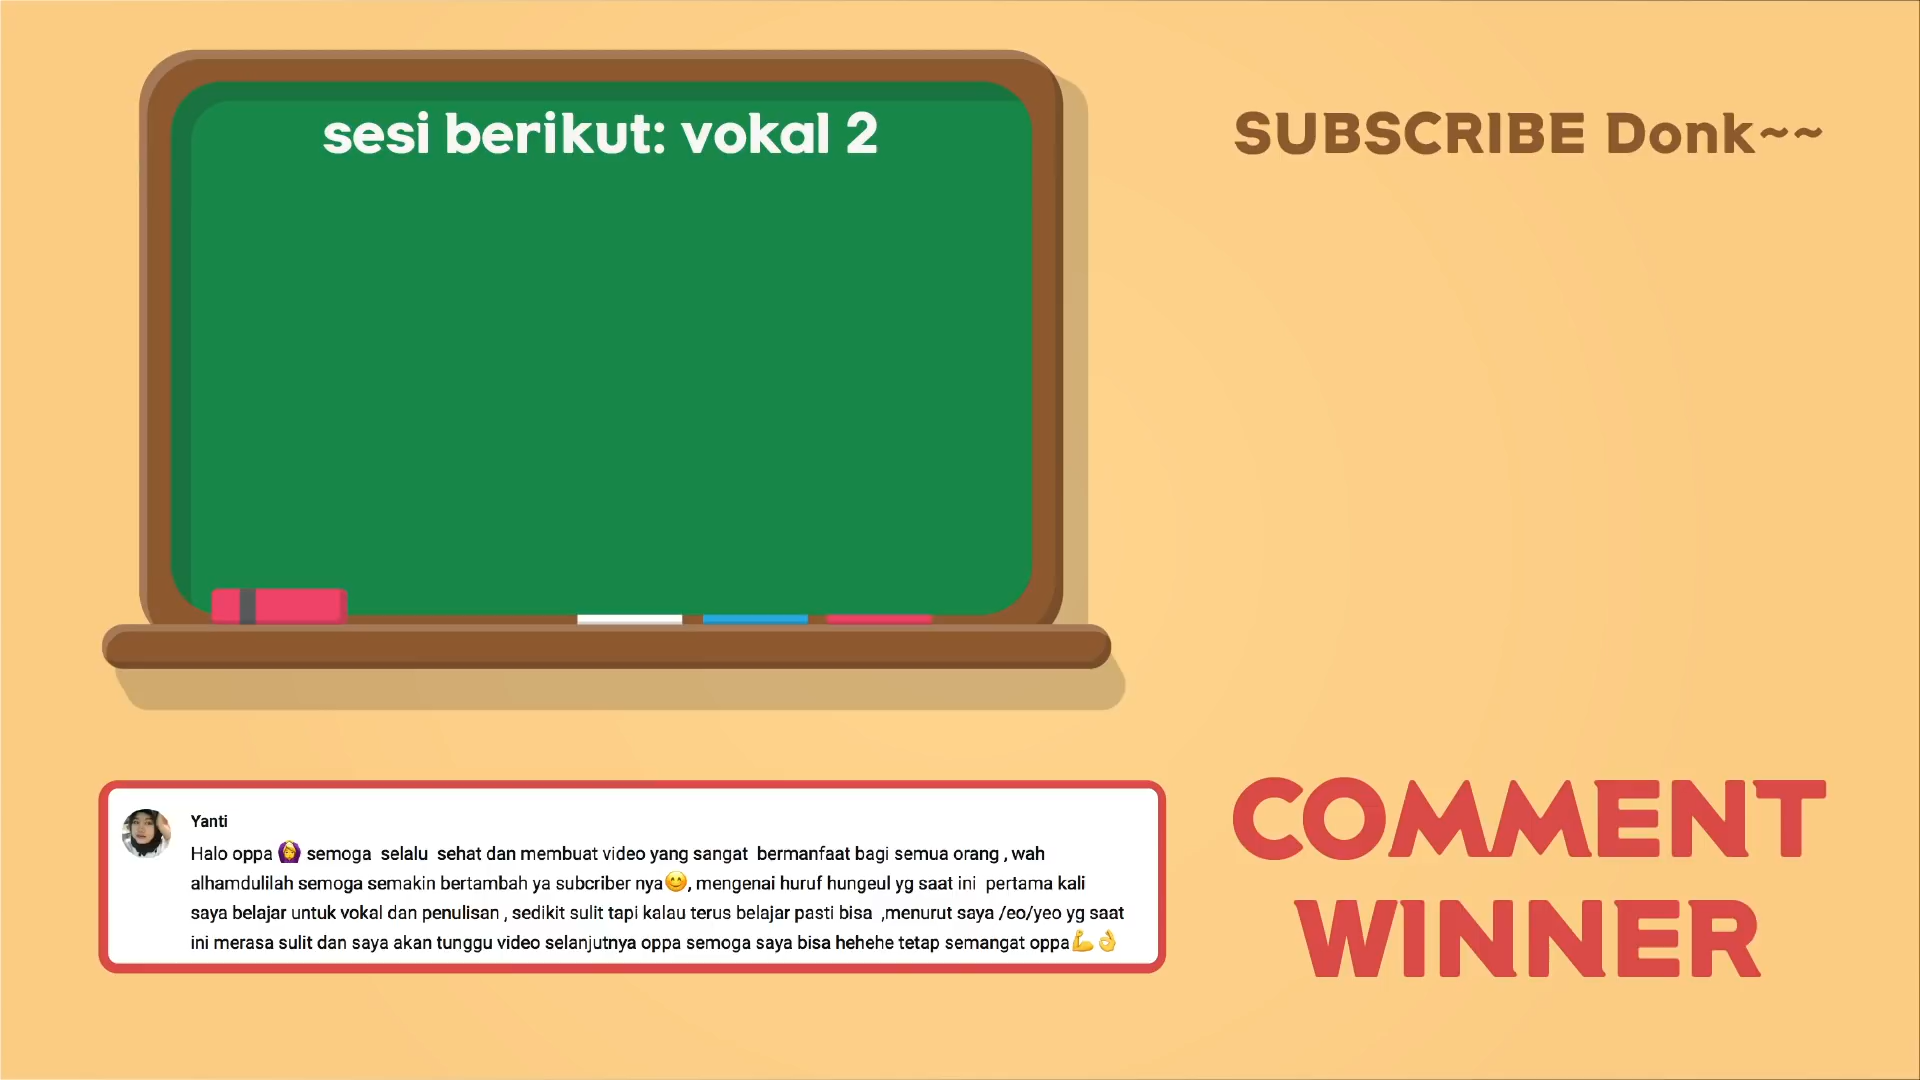 sesi berikut: vokal 2
SUBSCRIBE Donk~~
Yanti
Halo oppa 🙆‍♀️ semoga selalu sehat dan membuat video yang sangat bermanfaat bagi semua orang , wah
alhamdulilah semoga semakin bertambah ya subcriber nya😊, mengenai huruf hungeul yg saat ini pertama kali
saya belajar untuk vokal dan penulisan , sedikit sulit tapi kalau terus belajar pasti bisa ,menurut saya /eo/yeo yg saat
ini merasa sulit dan saya akan tunggu video selanjutnya oppa semoga saya bisa hehehe tetap semangat oppa💪👌
COMMENT
WINNER